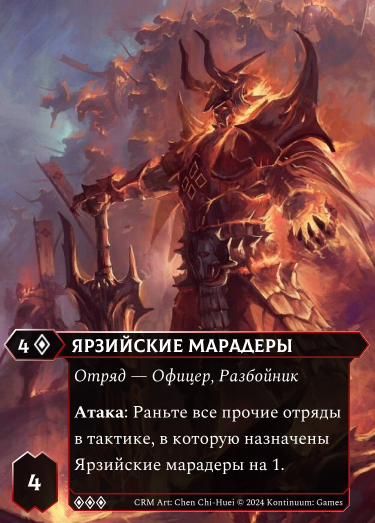 4 ЯРЗИЙСКИЕ МАРАДЕРЫ
Отряд — Офицер, Разбойник
Атака: Раньте все прочие отряды
в тактике, в которую назначены
Ярзийские марадеры на 1.
4
CRM Art: Chen Chi-Huei © 2024 Kontinuum: Games